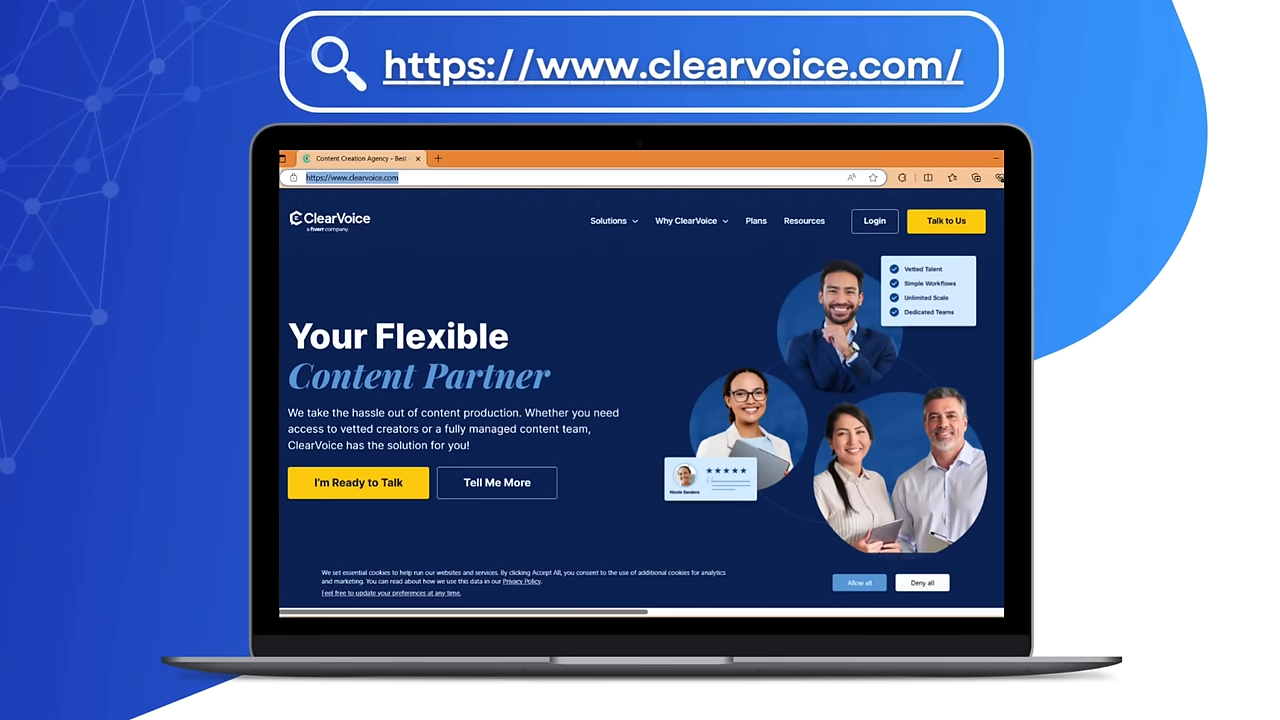 https://www.clearvoice.com/
Content Creation Agency - Best
https://www.clearvoice.com
ClearVoice
a fiverr company.
Solutions
Why ClearVoice
Plans
Resources
Login
Talk to Us
Vetted Talent
Simple Workflows
Unlimited Scale
Dedicated Teams
Your Flexible
Content Partner
We take the hassle out of content production. Whether you need
access to vetted creators or a fully managed content team,
ClearVoice has the solution for you!
I'm Ready to Talk
Tell Me More
Nicole Sanders
We set essential cookies to help run our websites and services. By clicking Accept All, you consent to the use of additional cookies for analytics
and marketing. You can read about how we use this data in our Privacy Policy.
Feel free to update your preferences at any time.
Allow all
Deny all